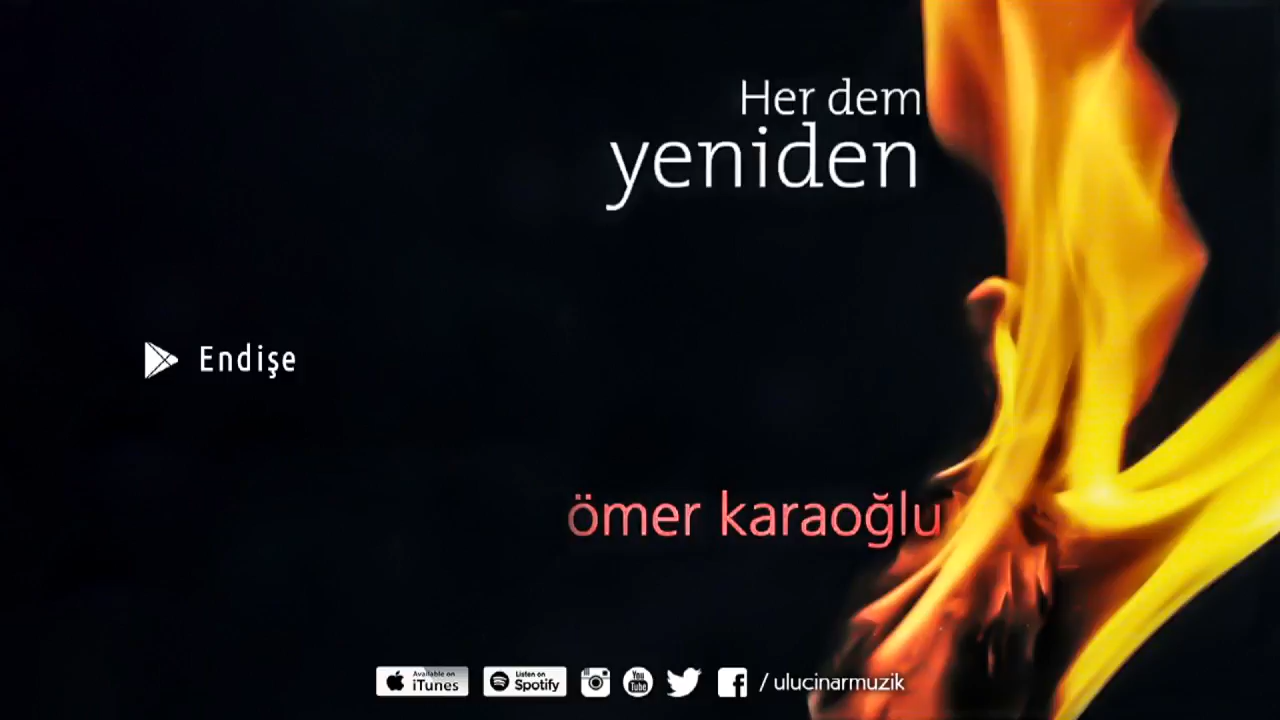 Her dem
yeniden
Endişe
ömer karaoğlu
Available on
iTunes
Listen on
Spotify
You
Tube
/ ulucinarmuzik